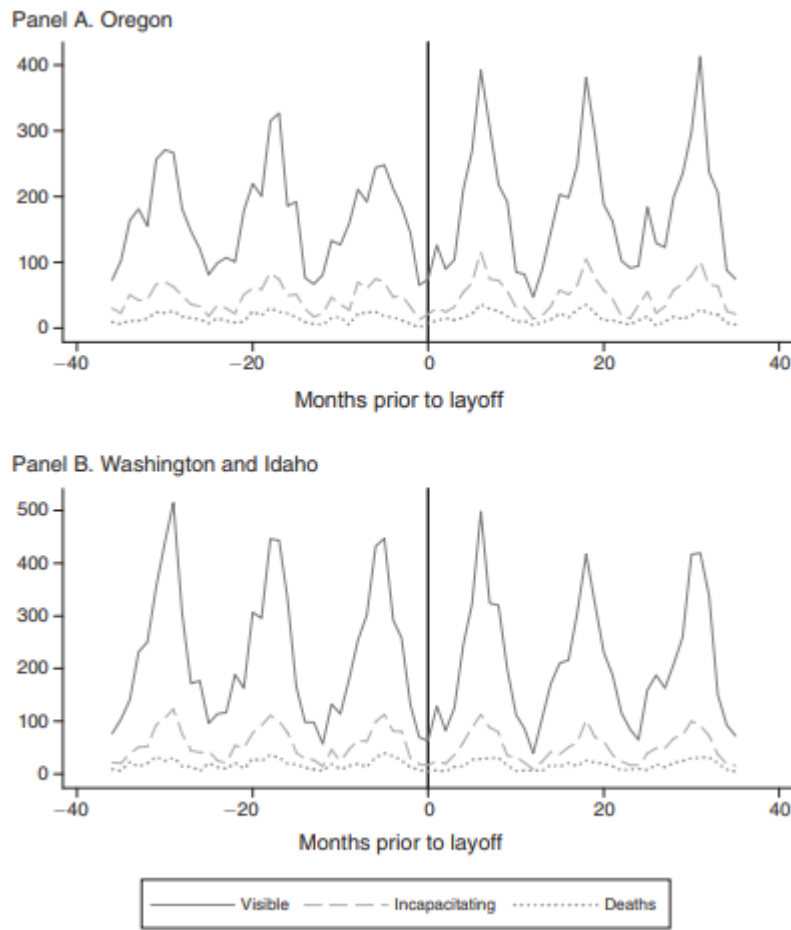 Panel A. Oregon
400
300
200
100
0
−40 −20 0 20 40
Months prior to layoff
Panel B. Washington and Idaho
500
400
300
200
100
0
−40 −20 0 20 40
Months prior to layoff
Visible Incapacitating Deaths